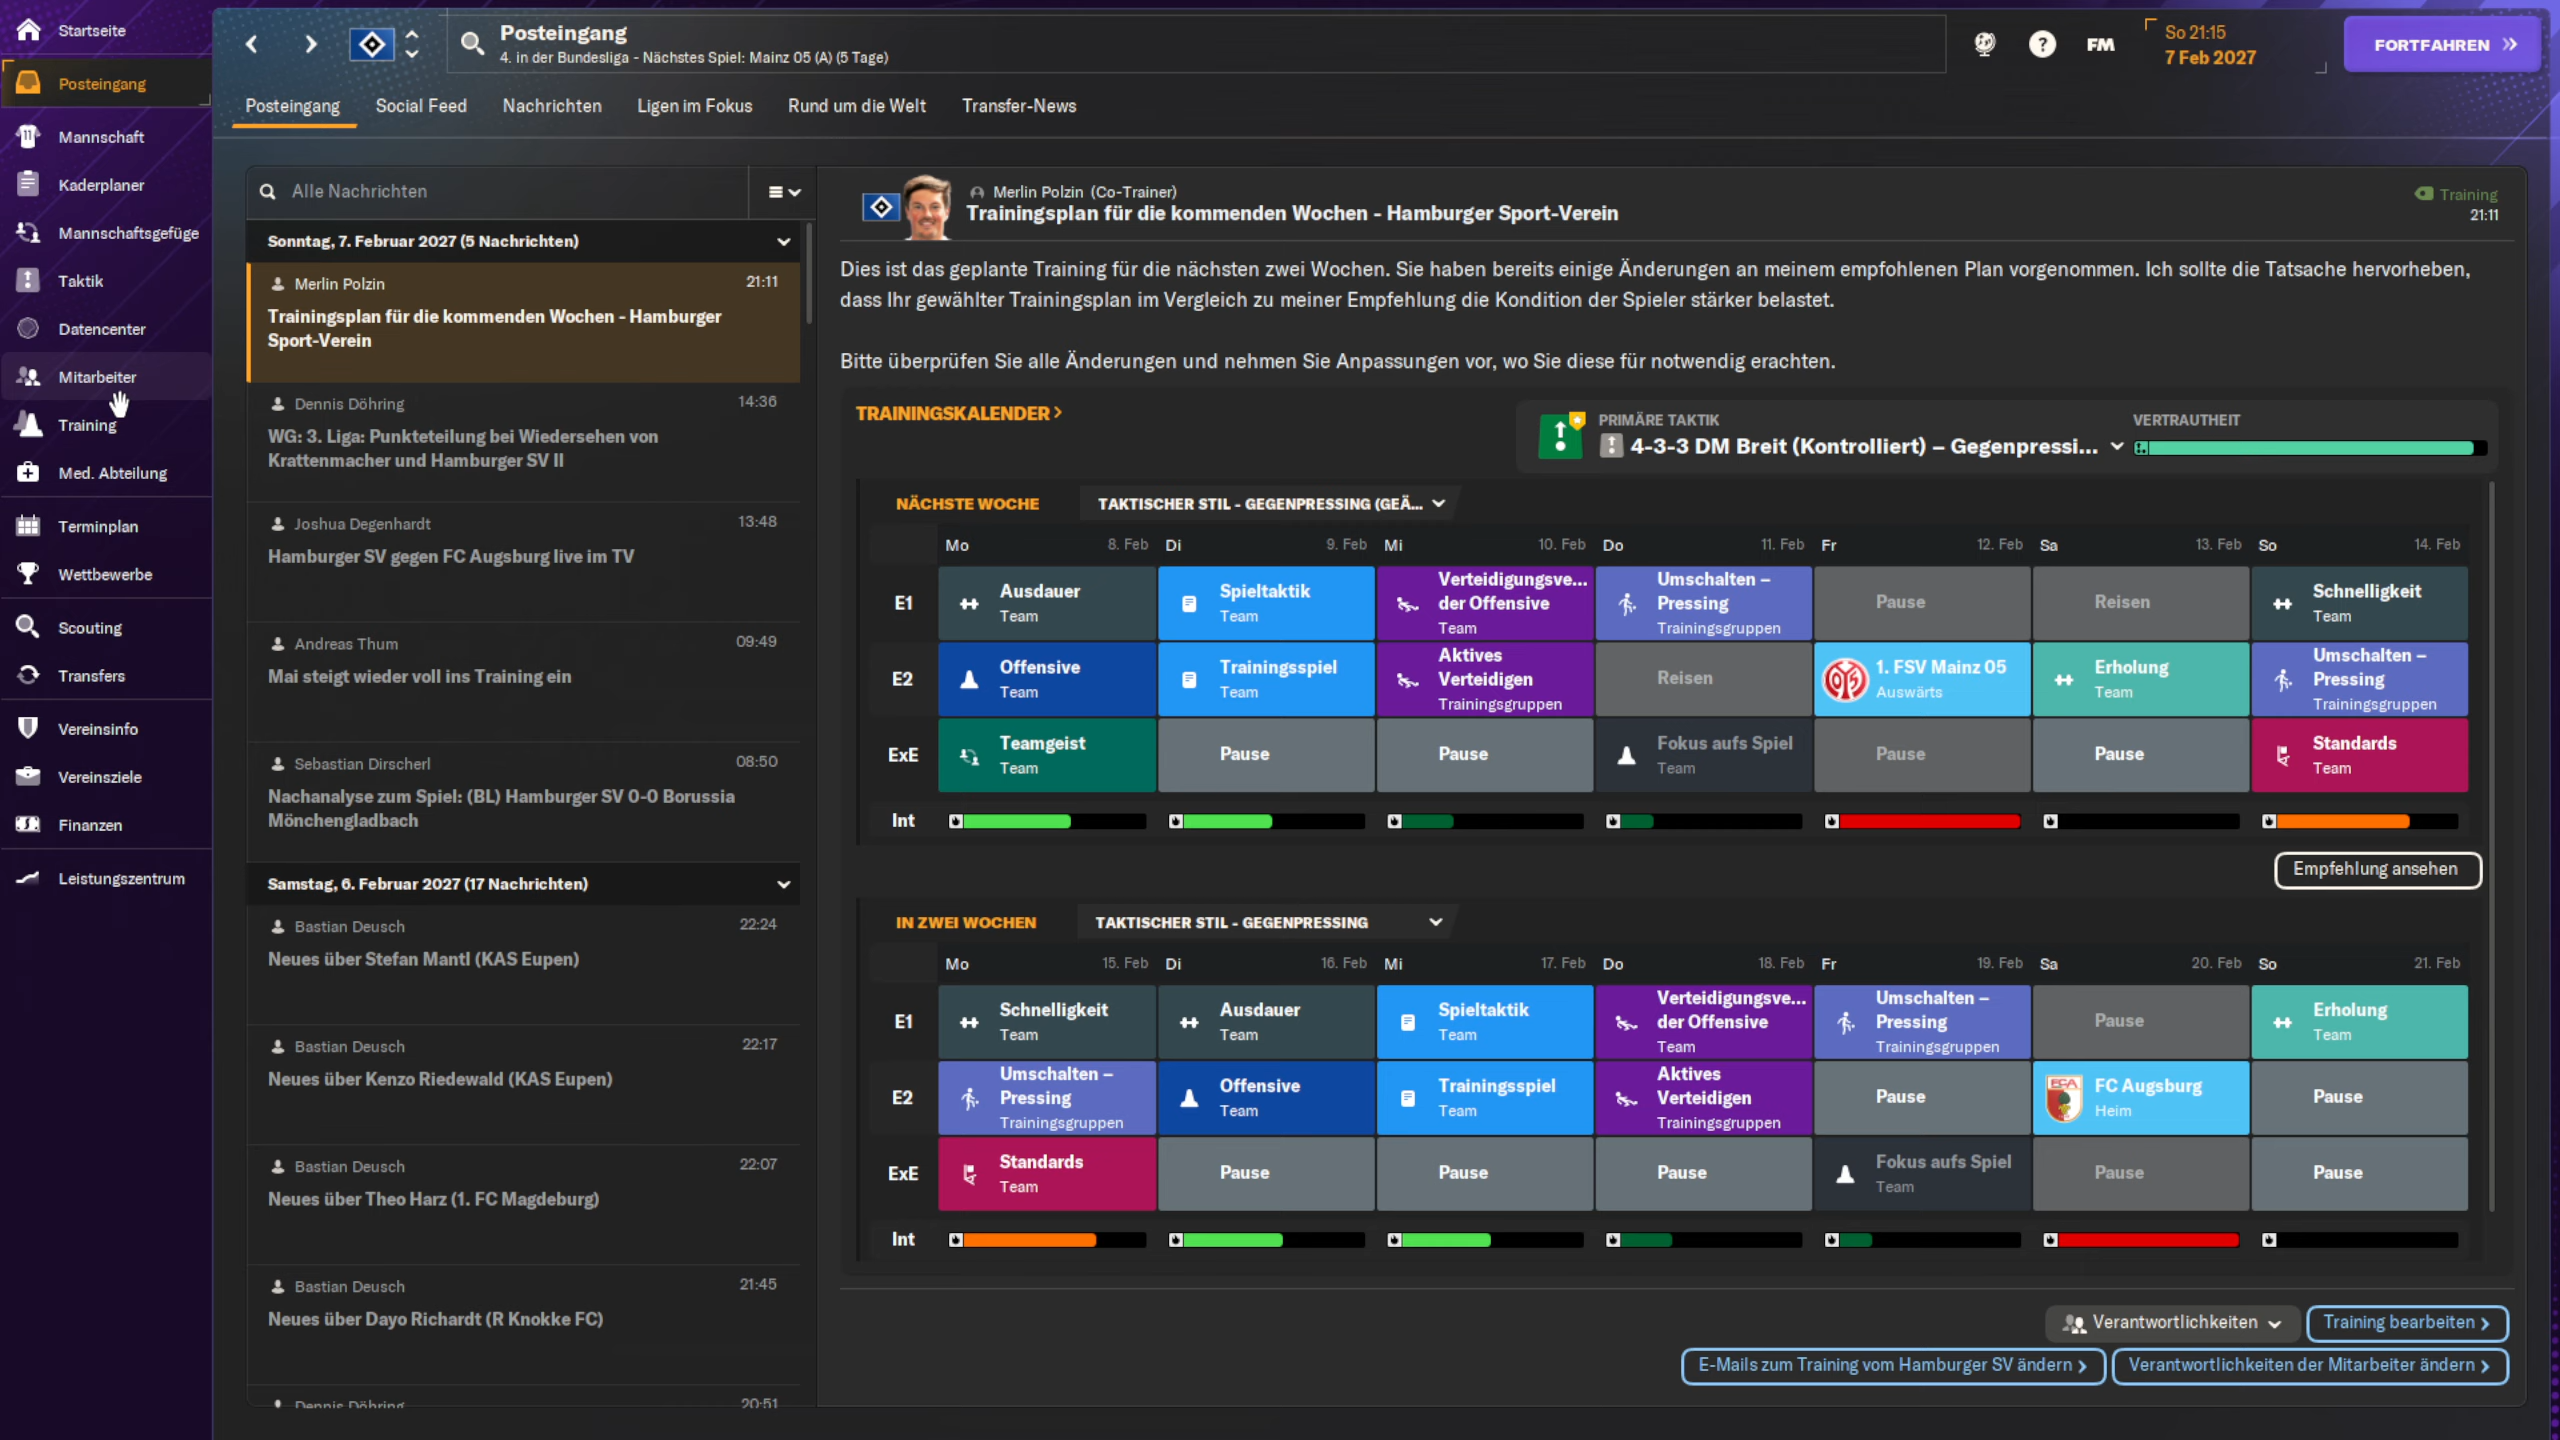 Startseite
Posteingang
Mannschaft
Kaderplaner
Mannschaftsgefüge
Taktik
Datencenter
Mitarbeiter
Training
Med. Abteilung
Terminplan
Wettbewerbe
Scouting
Transfers
Vereinsinfo
Vereinsziele
Finanzen
Leistungszentrum
Posteingang
4. in der Bundesliga - Nächstes Spiel: Mainz 05 (A) (5 Tage)
FM
So 21:15
7 Feb 2027
FORTFAHREN
Posteingang Social Feed Nachrichten Ligen im Fokus Rund um die Welt Transfer-News
Alle Nachrichten
Sonntag, 7. Februar 2027 (5 Nachrichten)
Merlin Polzin 21:11
Trainingsplan für die kommenden Wochen - Hamburger
Sport-Verein
Dennis Döhring 14:36
WG: 3. Liga: Punkteteilung bei Wiedersehen von
Krattenmacher und Hamburger SV II
Joshua Degenhardt 13:48
Hamburger SV gegen FC Augsburg live im TV
Andreas Thum 09:49
Mai steigt wieder voll ins Training ein
Sebastian Dirscherl 08:50
Nachanalyse zum Spiel: (BL) Hamburger SV 0-0 Borussia
Mönchengladbach
Samstag, 6. Februar 2027 (17 Nachrichten)
Bastian Deusch 22:24
Neues über Stefan Mantl (KAS Eupen)
Bastian Deusch 22:17
Neues über Kenzo Riedewald (KAS Eupen)
Bastian Deusch 22:07
Neues über Theo Harz (1. FC Magdeburg)
Bastian Deusch 21:45
Neues über Dayo Richardt (R Knokke FC)
Dennis Döhring 20:51
Merlin Polzin (Co-Trainer)
Trainingsplan für die kommenden Wochen - Hamburger Sport-Verein
Training
21:11
Dies ist das geplante Training für die nächsten zwei Wochen. Sie haben bereits einige Änderungen an meinem empfohlenen Plan vorgenommen. Ich sollte die Tatsache hervorheben,
dass Ihr gewählter Trainingsplan im Vergleich zu meiner Empfehlung die Kondition der Spieler stärker belastet.
Bitte überprüfen Sie alle Änderungen und nehmen Sie Anpassungen vor, wo Sie diese für notwendig erachten.
TRAININGSKALENDER >
PRIMÄRE TAKTIK
4-3-3 DM Breit (Kontrolliert) – Gegenpressi...
VERTRAUTHEIT
NÄCHSTE WOCHE TAKTISCHER STIL - GEGENPRESSING (GEÄ...
Mo 8. Feb Di 9. Feb Mi 10. Feb Do 11. Feb Fr 12. Feb Sa 13. Feb So 14. Feb
E1
Ausdauer
Team
Spieltaktik
Team
Verteidigungsve...
der Offensive
Team
Umschalten –
Pressing
Trainingsgruppen
Pause
Reisen
Schnelligkeit
Team
E2
Offensive
Team
Trainingsspiel
Team
Aktives
Verteidigen
Trainingsgruppen
Reisen
1. FSV Mainz 05
Auswärts
Erholung
Team
Umschalten –
Pressing
Trainingsgruppen
ExE
Teamgeist
Team
Pause
Pause
Fokus aufs Spiel
Team
Pause
Pause
Standards
Team
Int
Empfehlung ansehen
IN ZWEI WOCHEN TAKTISCHER STIL - GEGENPRESSING
Mo 15. Feb Di 16. Feb Mi 17. Feb Do 18. Feb Fr 19. Feb Sa 20. Feb So 21. Feb
E1
Schnelligkeit
Team
Ausdauer
Team
Spieltaktik
Team
Verteidigungsve...
der Offensive
Team
Umschalten –
Pressing
Trainingsgruppen
Pause
Erholung
Team
E2
Umschalten –
Pressing
Trainingsgruppen
Offensive
Team
Trainingsspiel
Team
Aktives
Verteidigen
Trainingsgruppen
Pause
FCA
FC Augsburg
Heim
Pause
ExE
Standards
Team
Pause
Pause
Pause
Fokus aufs Spiel
Team
Pause
Pause
Int
Verantwortlichkeiten
Training bearbeiten >
E-Mails zum Training vom Hamburger SV ändern >
Verantwortlichkeiten der Mitarbeiter ändern >